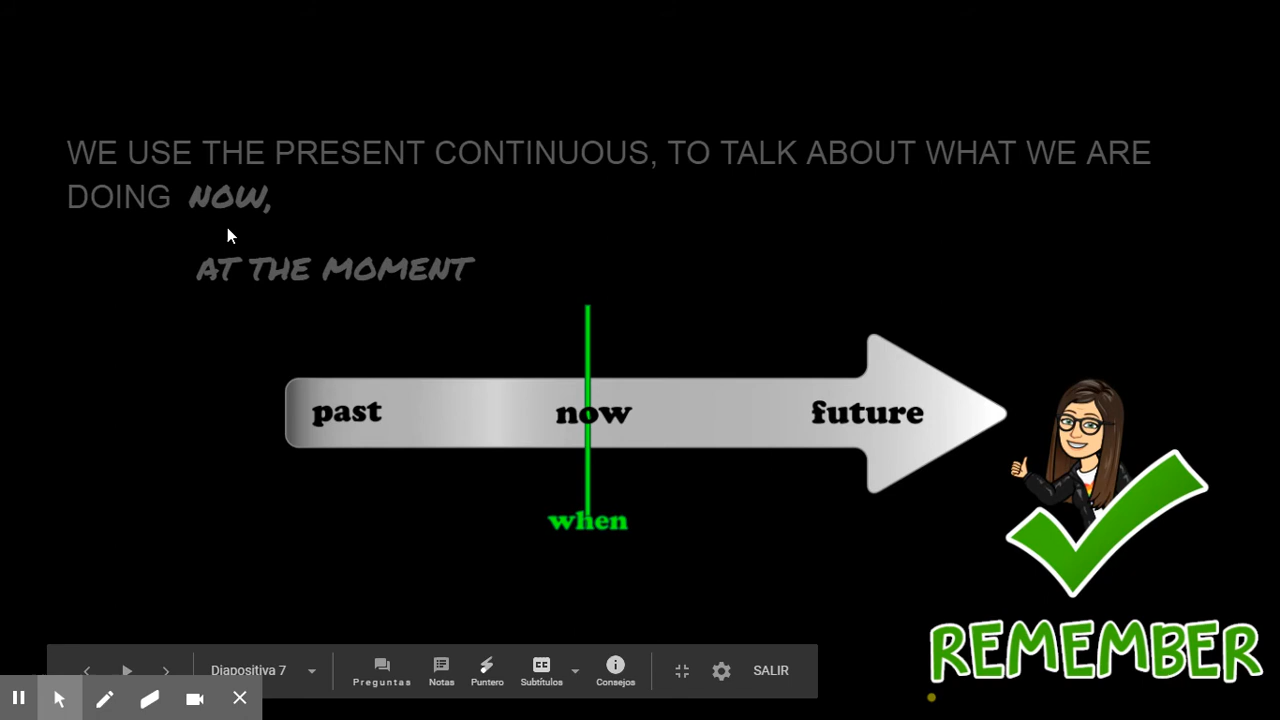 WE USE THE PRESENT CONTINUOUS, TO TALK ABOUT WHAT WE ARE
DOING NOW,
AT THE MOMENT
past now future
when
REMEMBER
Diapositiva 7
Preguntas Notas Puntero Subtítulos Consejos SALIR